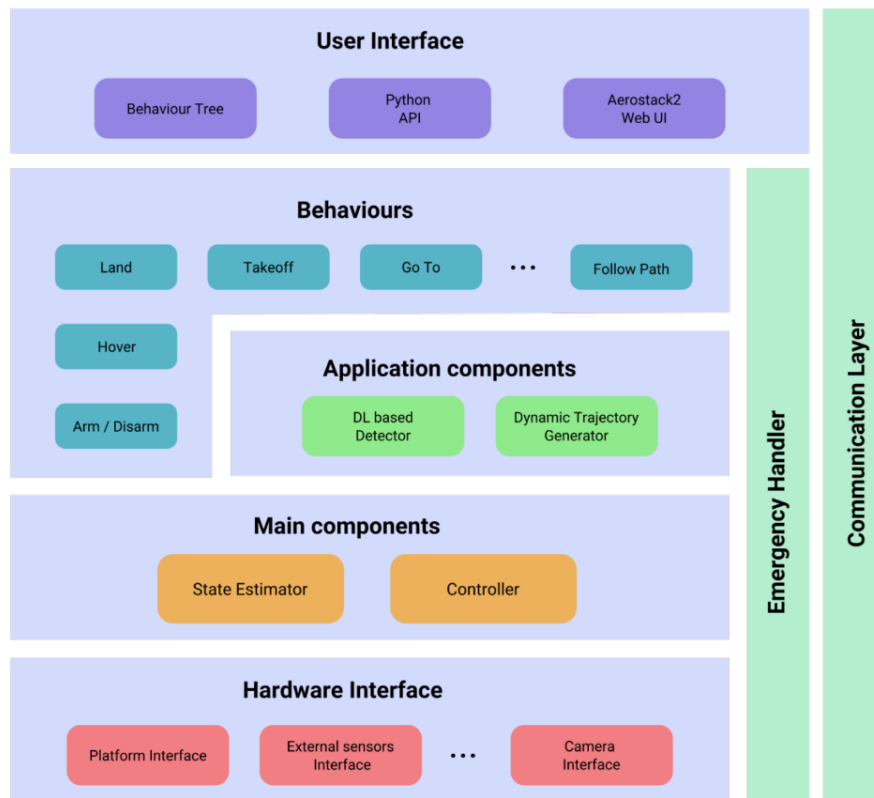 User Interface
Behaviour Tree
Python
API
Aerostack2
Web UI
Behaviours
Land
Takeoff
Go To
...
Follow Path
Hover
Arm / Disarm
Application components
DL based
Detector
Dynamic Trajectory
Generator
Main components
State Estimator
Controller
Hardware Interface
Platform Interface
External sensors
Interface
...
Camera
Interface
Emergency Handler
Communication Layer